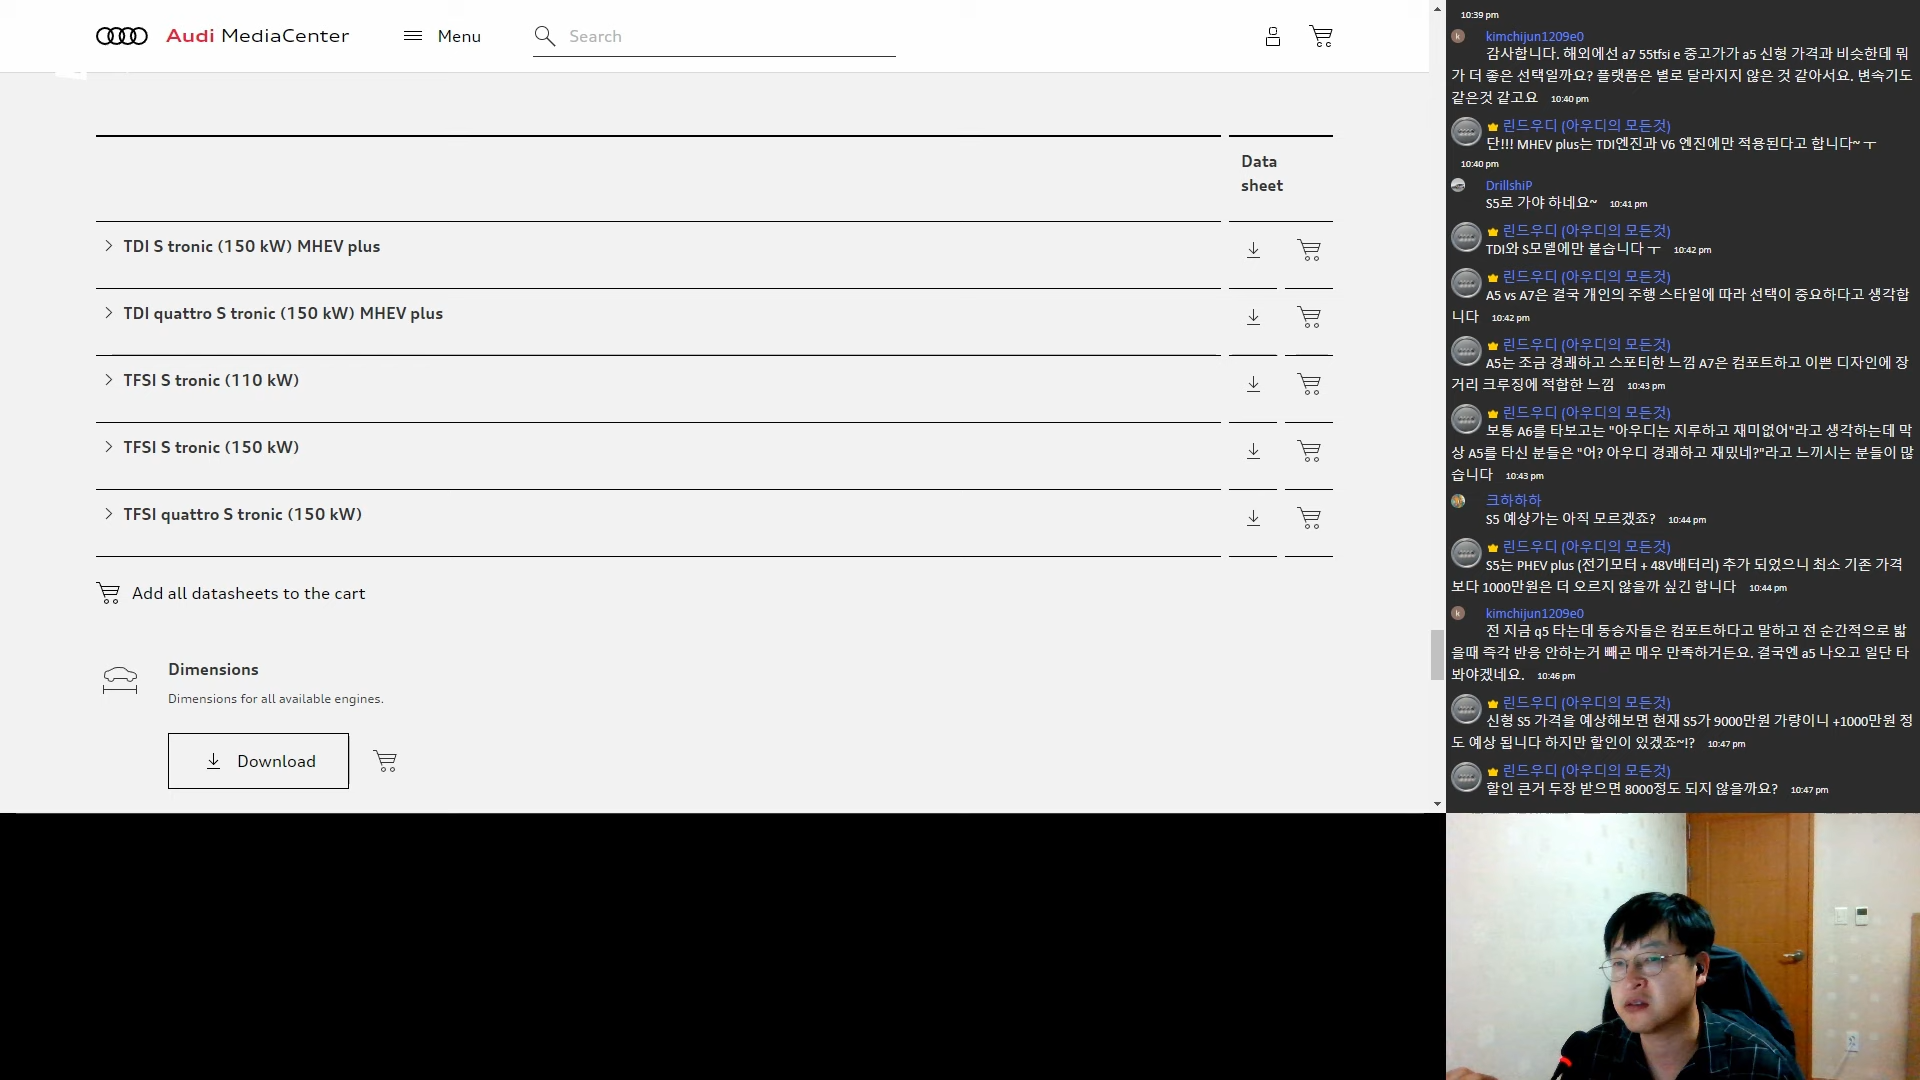 Audi MediaCenter
Menu
Search
Data
sheet
TDI S tronic (150 kW) MHEV plus
TDI quattro S tronic (150 kW) MHEV plus
TFSI S tronic (110 kW)
TFSI S tronic (150 kW)
TFSI quattro S tronic (150 kW)
Add all datasheets to the cart
Dimensions
Dimensions for all available engines.
Download
10:39 pm
kimchijun1209e0
감사합니다. 해외에선 a7 55tfsi e 중고가가 a5 신형 가격과 비슷한데 뭐
가 더 좋은 선택일까요? 플랫폼은 별로 달라지지 않은 것 같아서요. 변속기도
같은것 같고요 10:40 pm
린드우디 (아우디의 모든것)
단!!! MHEV plus는 TDI엔진과 V6 엔진에만 적용된다고 합니다~ ㅜ
10:40 pm
DrillshiP
S5로 가야 하네요~ 10:41 pm
린드우디 (아우디의 모든것)
TDI와 S모델에만 붙습니다 ㅜ 10:42 pm
린드우디 (아우디의 모든것)
A5 vs A7은 결국 개인의 주행 스타일에 따라 선택이 중요하다고 생각합
니다 10:42 pm
린드우디 (아우디의 모든것)
A5는 조금 경쾌하고 스포티한 느낌 A7은 컴포트하고 이쁜 디자인에 장
거리 크루징에 적합한 느낌 10:43 pm
린드우디 (아우디의 모든것)
보통 A6를 타보고는 "아우디는 지루하고 재미없어"라고 생각하는데 막
상 A5를 타신 분들은 "어? 아우디 경쾌하고 재밌네?"라고 느끼시는 분들이 많
습니다 10:43 pm
크하하하
S5 예상가는 아직 모르겠죠? 10:44 pm
린드우디 (아우디의 모든것)
S5는 PHEV plus (전기모터 + 48V배터리) 추가 되었으니 최소 기존 가격
보다 1000만원은 더 오르지 않을까 싶긴 합니다 10:44 pm
kimchijun1209e0
전 지금 q5 타는데 동승자들은 컴포트하다고 말하고 전 순간적으로 밟
을때 즉각 반응 안하는거 빼곤 매우 만족하거든요. 결국엔 a5 나오고 일단 타
봐야겠네요. 10:46 pm
린드우디 (아우디의 모든것)
신형 S5 가격을 예상해보면 현재 S5가 9000만원 가량이니 +1000만원 정
도 예상 됩니다 하지만 할인이 있겠죠~!? 10:47 pm
린드우디 (아우디의 모든것)
할인 큰거 두장 받으면 8000정도 되지 않을까요? 10:47 pm